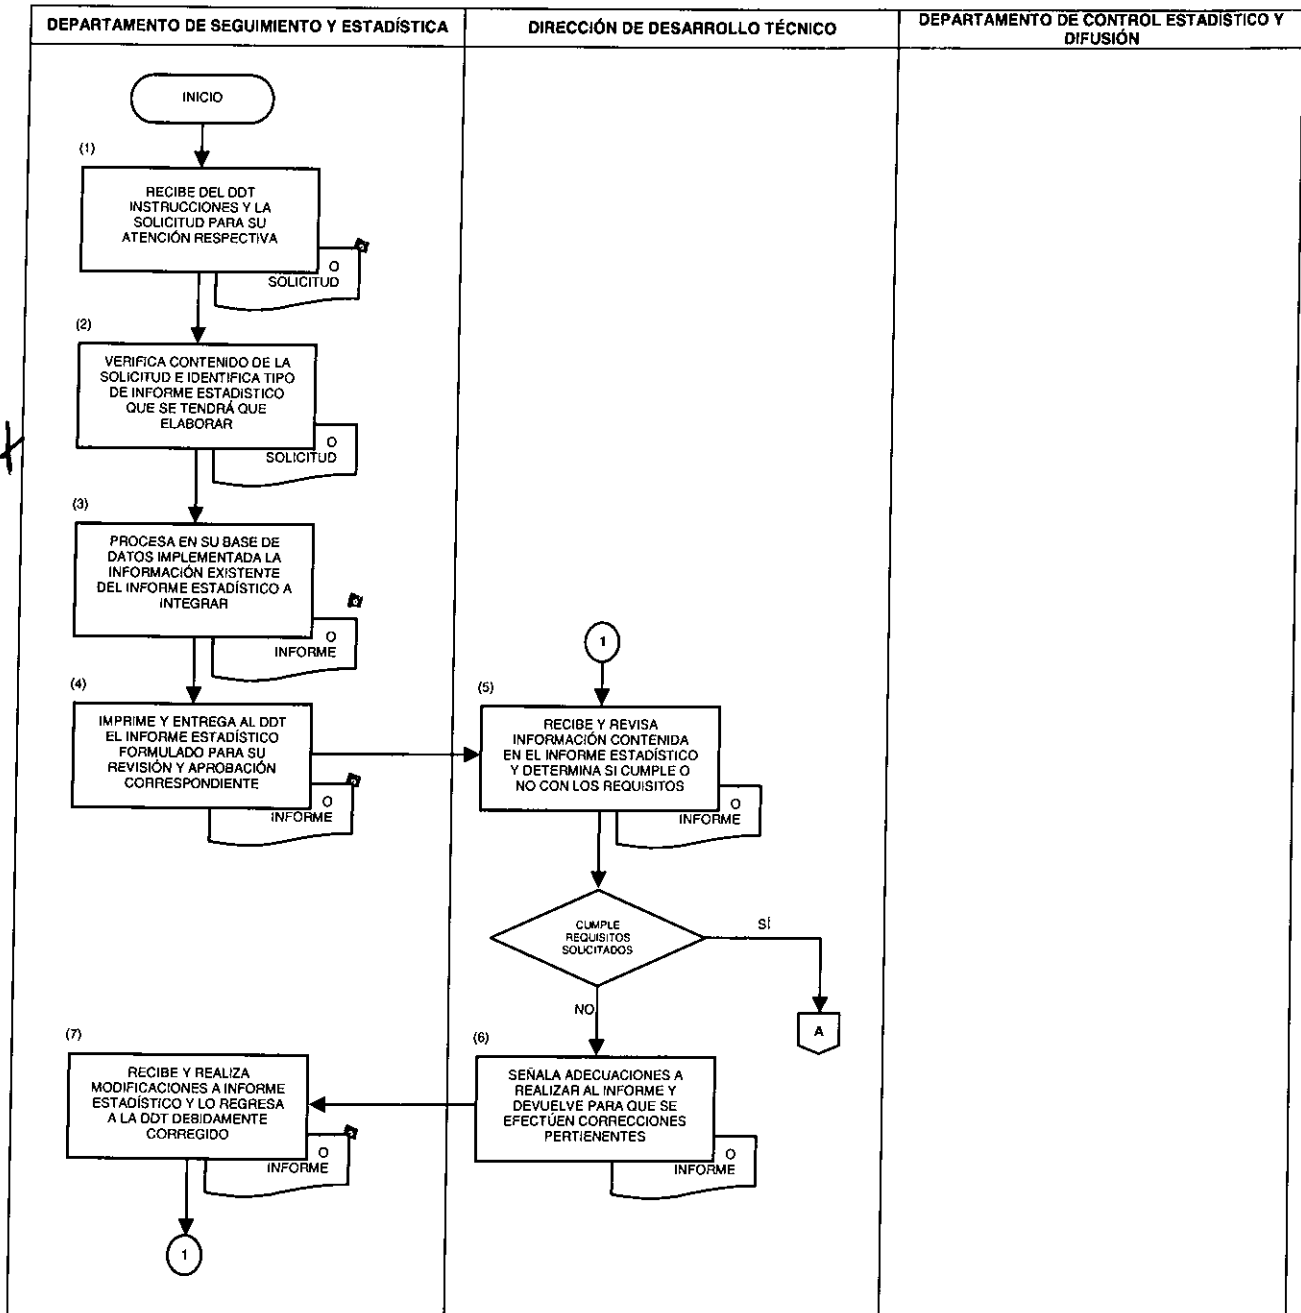 DEPARTAMENTO DE SEGUIMIENTO Y ESTADÍSTICA
DIRECCIÓN DE DESARROLLO TÉCNICO
DEPARTAMENTO DE CONTROL ESTADÍSTICO Y
DIFUSIÓN
INICIO
(1)
RECIBE DEL DDT
INSTRUCCIONES Y LA
SOLICITUD PARA SU
ATENCIÓN RESPECTIVA
O
SOLICITUD
(2)
VERIFICA CONTENIDO DE LA
SOLICITUD E IDENTIFICA TIPO
DE INFORME ESTADISTICO
QUE SE TENDRÁ QUE
ELABORAR
O
SOLICITUD
(3)
PROCESA EN SU BASE DE
DATOS IMPLEMENTADA LA
INFORMACIÓN EXISTENTE
DEL INFORME ESTADÍSTICO A
INTEGRAR
O
INFORME
(4)
IMPRIME Y ENTREGA AL DDT
EL INFORME ESTADÍSTICO
FORMULADO PARA SU
REVISIÓN Y APROBACIÓN
CORRESPONDIENTE
O
INFORME
1
(5)
RECIBE Y REVISA
INFORMACIÓN CONTENIDA
EN EL INFORME ESTADÍSTICO
Y DETERMINA SI CUMPLE O
NO CON LOS REQUISITOS
O
INFORME
CUMPLE
REQUISITOS
SOLICITADOS
SÍ
A
NO
(6)
SEÑALA ADECUACIONES A
REALIZAR AL INFORME Y
DEVUELVE PARA QUE SE
EFECTÚEN CORRECCIONES
PERTIENENTES
O
INFORME
(7)
RECIBE Y REALIZA
MODIFICACIONES A INFORME
ESTADÍSTICO Y LO REGRESA
A LA DDT DEBIDAMENTE
CORREGIDO
O
INFORME
1